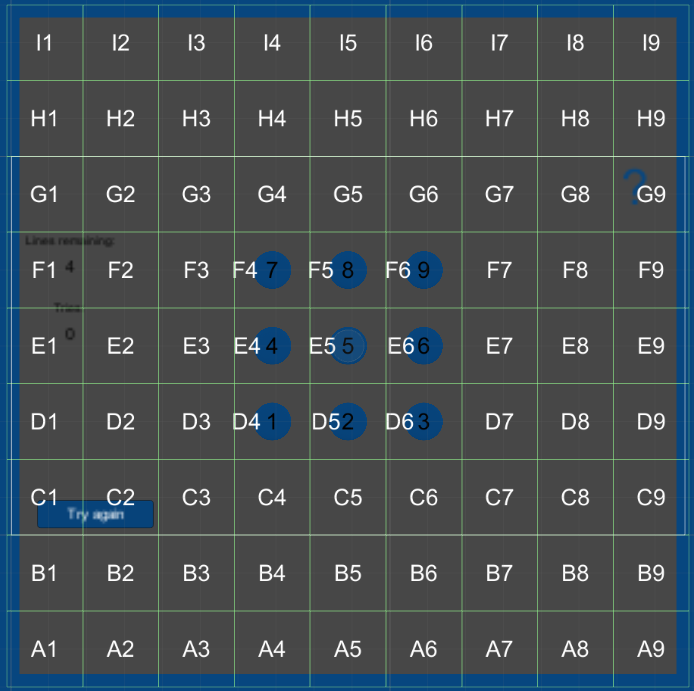 I1 I2 I3 I4 I5 I6 I7 I8 I9
H1 H2 H3 H4 H5 H6 H7 H8 H9
G1 G2 G3 G4 G5 G6 G7 G8 ? G9
Lines remaining:
F1 4 F2 F3 F4 7 F5 8 F6 9 F7 F8 F9
Tries
E1 0 E2 E3 E4 4 E5 5 E6 6 E7 E8 E9
D1 D2 D3 D4 1 D5 2 D6 3 D7 D8 D9
C1 C2 C3 C4 C5 C6 C7 C8 C9
Try again
B1 B2 B3 B4 B5 B6 B7 B8 B9
A1 A2 A3 A4 A5 A6 A7 A8 A9